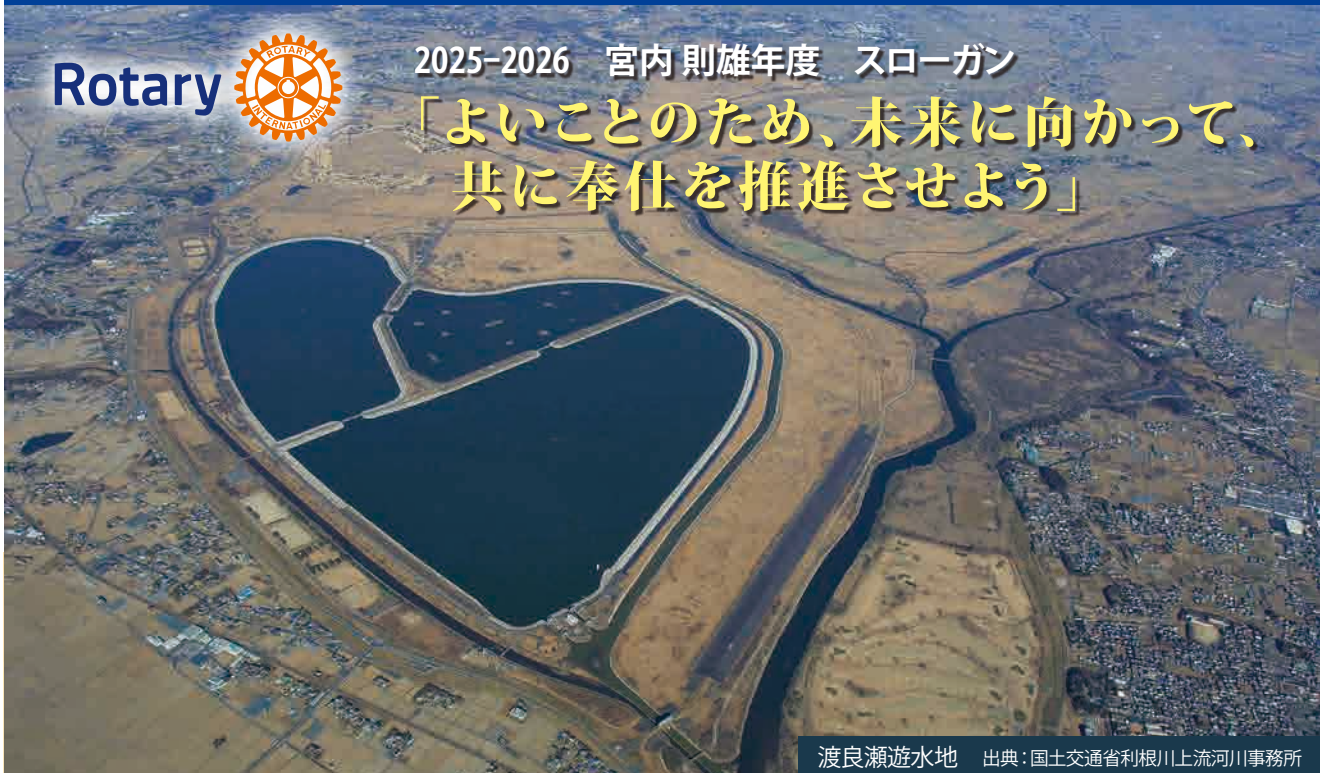 Rotary
ROTARY
INTERNATIONAL
2025–2026　宮内 則雄年度　スローガン
「よいことのため、未来に向かって、
共に奉仕を推進させよう」
渡良瀬遊水地　出典：国土交通省利根川上流河川事務所